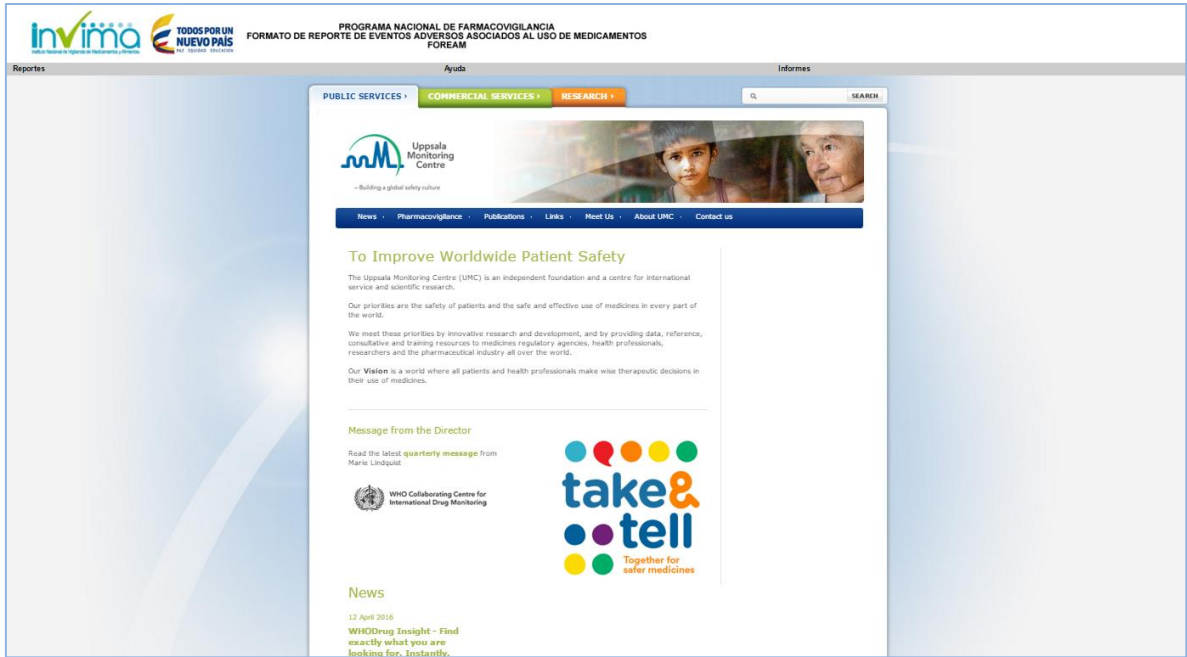 invima
Instituto Nacional de Vigilancia de Medicamentos y Alimentos
TODOS POR UN
NUEVO PAÍS
PAZ EQUIDAD EDUCACIÓN
PROGRAMA NACIONAL DE FARMACOVIGILANCIA
FORMATO DE REPORTE DE EVENTOS ADVERSOS ASOCIADOS AL USO DE MEDICAMENTOS
FOREAM
Reportes Ayuda Informes
PUBLIC SERVICES › COMMERCIAL SERVICES › RESEARCH › SEARCH
Uppsala
Monitoring
Centre
– Building a global safety culture
News · Pharmacovigilance · Publications · Links · Meet Us · About UMC · Contact us
To Improve Worldwide Patient Safety
The Uppsala Monitoring Centre (UMC) is an independent foundation and a centre for international
service and scientific research.
Our priorities are the safety of patients and the safe and effective use of medicines in every part of
the world.
We meet these priorities by innovative research and development, and by providing data, reference,
consultative and training resources to medicines regulatory agencies, health professionals,
researchers and the pharmaceutical industry all over the world.
Our Vision is a world where all patients and health professionals make wise therapeutic decisions in
their use of medicines.
Message from the Director
Read the latest quarterly message from
Marie Lindquist
WHO Collaborating Centre for
International Drug Monitoring
take&
tell
Together for
safer medicines
News
12 April 2016
WHODrug Insight - Find
exactly what you are
looking for. Instantly.